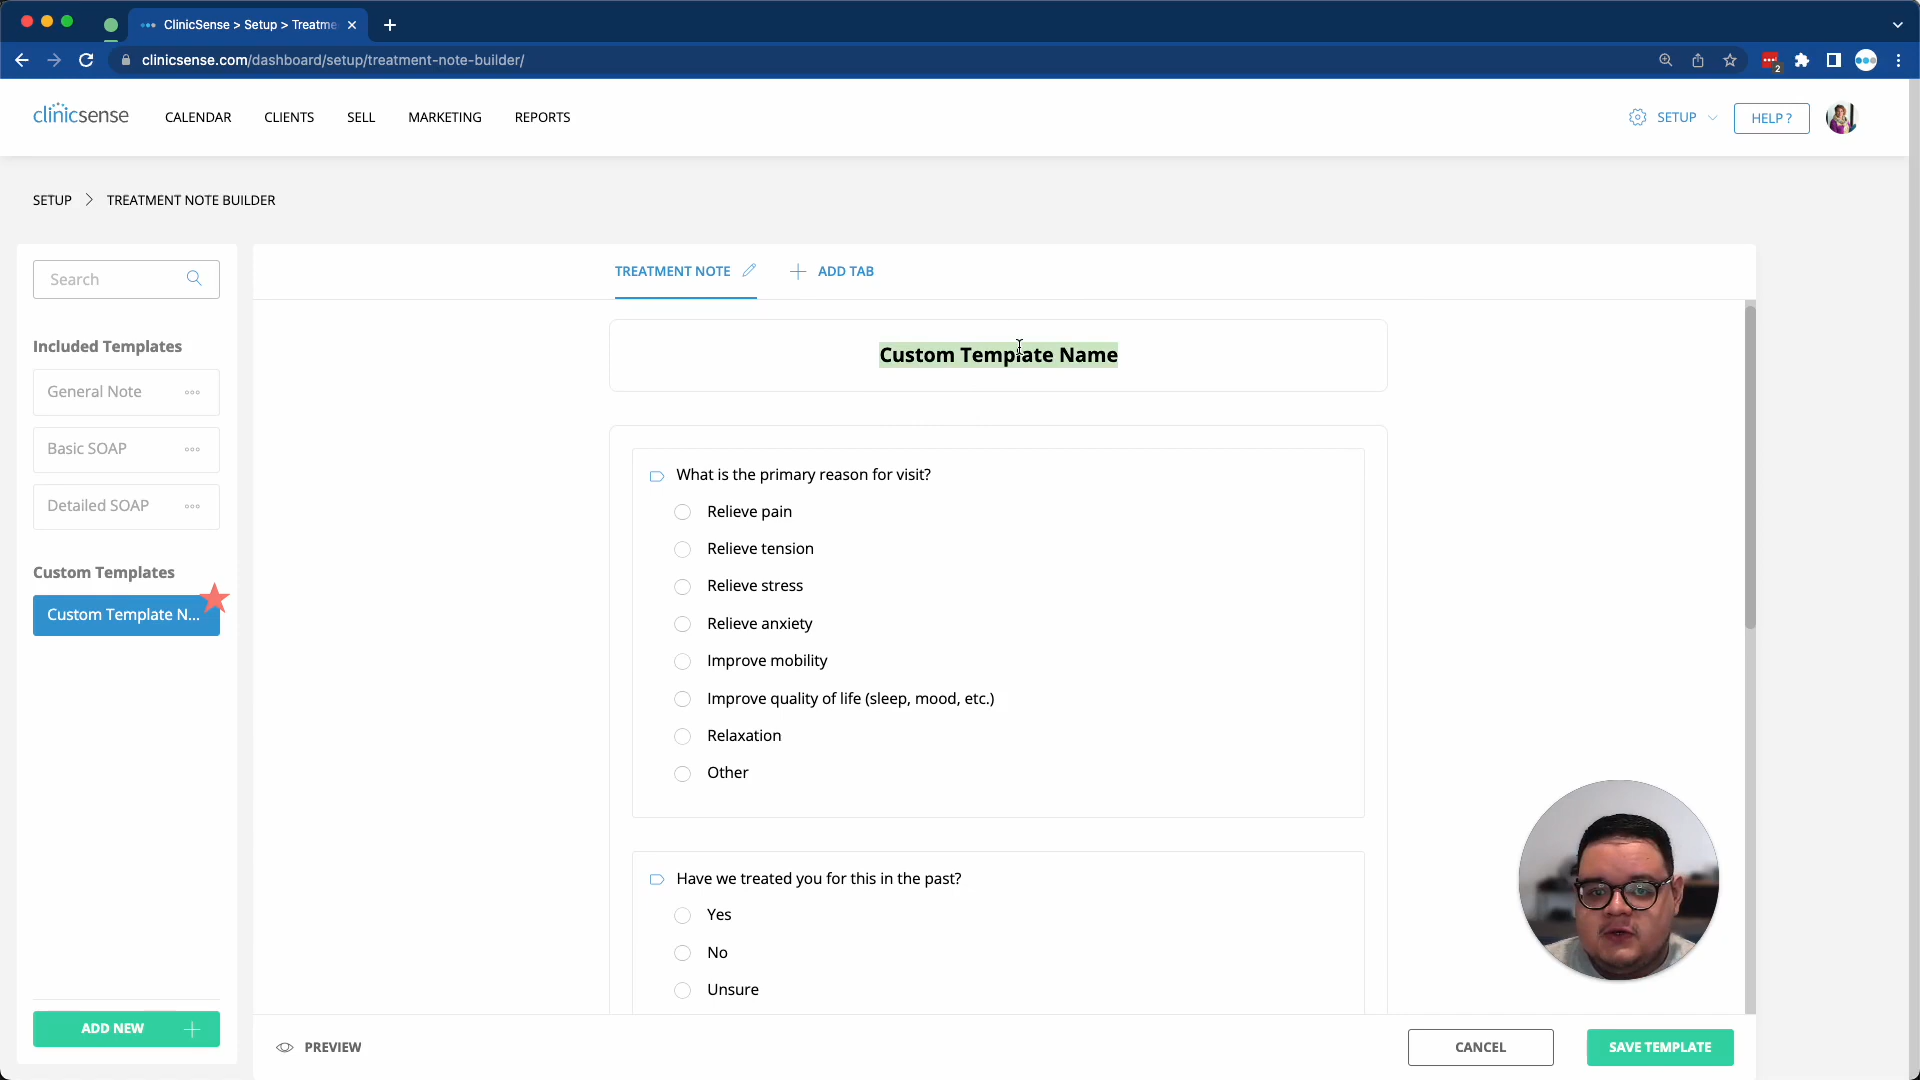 ClinicSense > Setup > Treatme
clinicsense.com/dashboard/setup/treatment-note-builder/
2
clinicsense
CALENDAR
CLIENTS
SELL
MARKETING
REPORTS
SETUP
HELP ?
SETUP > TREATMENT NOTE BUILDER
Search
Included Templates
General Note
Basic SOAP
Detailed SOAP
Custom Templates
Custom Template N...
ADD NEW
TREATMENT NOTE
ADD TAB
Custom Template Name
What is the primary reason for visit?
Relieve pain
Relieve tension
Relieve stress
Relieve anxiety
Improve mobility
Improve quality of life (sleep, mood, etc.)
Relaxation
Other
Have we treated you for this in the past?
Yes
No
Unsure
PREVIEW
CANCEL
SAVE TEMPLATE